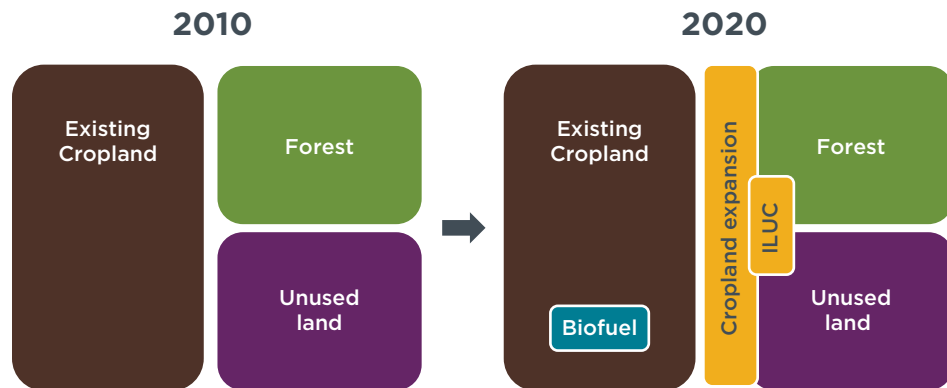 2010
Existing
Cropland
Forest
Unused
land
2020
Existing
Cropland
Biofuel
Cropland expansion
ILUC
Forest
Unused
land